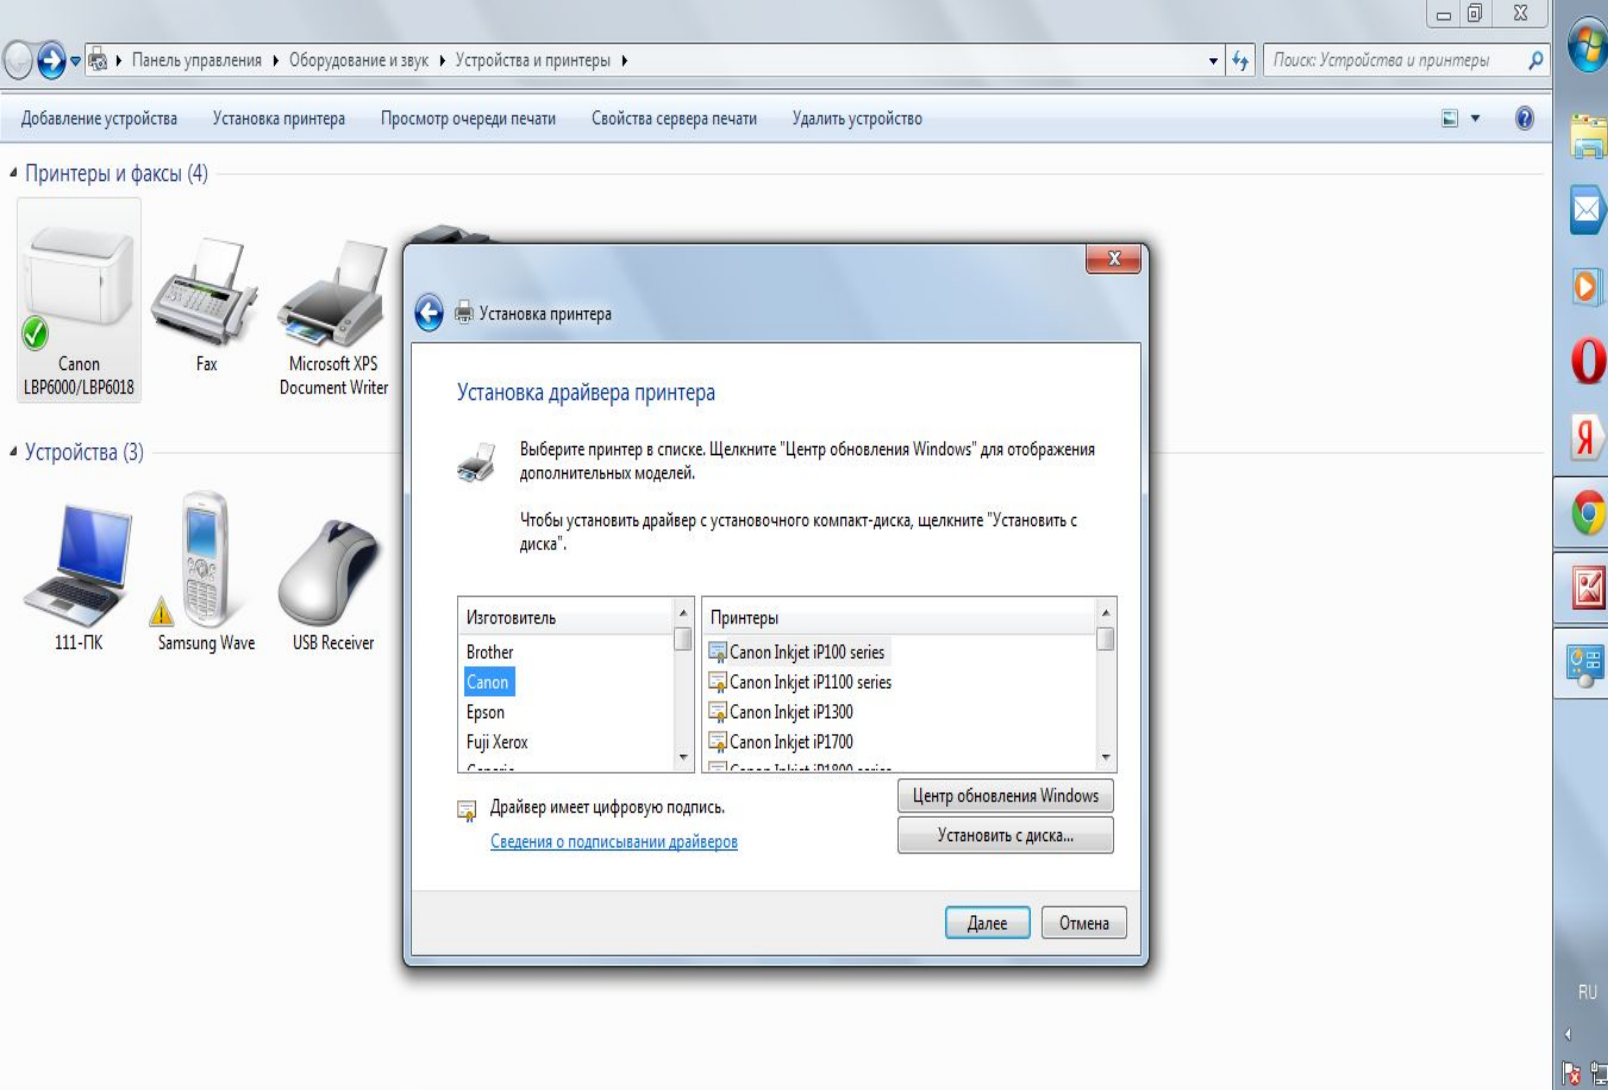 Панель управления
Оборудование и звук
Устройства и принтеры
Поиск: Устройства и принтеры
Добавление устройства
Установка принтера
Просмотр очереди печати
Свойства сервера печати
Удалить устройство
Принтеры и факсы (4)
Canon
LBP6000/LBP6018
Fax
Microsoft XPS
Document Writer
Устройства (3)
111-ПК
Samsung Wave
USB Receiver
Установка принтера
Установка драйвера принтера
Выберите принтер в списке. Щелкните "Центр обновления Windows" для отображения
дополнительных моделей.
Чтобы установить драйвер с установочного компакт-диска, щелкните "Установить с
диска".
Изготовитель
Brother
Canon
Epson
Fuji Xerox
Generic
Принтеры
Canon Inkjet iP100 series
Canon Inkjet iP1100 series
Canon Inkjet iP1300
Canon Inkjet iP1700
Canon Inkjet iP1800 series
Драйвер имеет цифровую подпись.
Сведения о подписывании драйверов
Центр обновления Windows
Установить с диска...
Далее
Отмена
RU